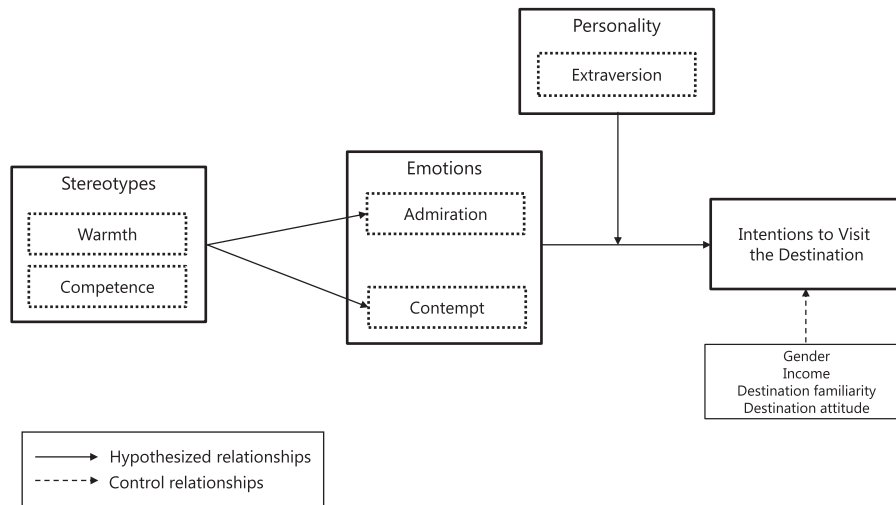 Personality
Extraversion
Stereotypes
Warmth
Competence
Emotions
Admiration
Contempt
Intentions to Visit
the Destination
Gender
Income
Destination familiarity
Destination attitude
Hypothesized relationships
Control relationships